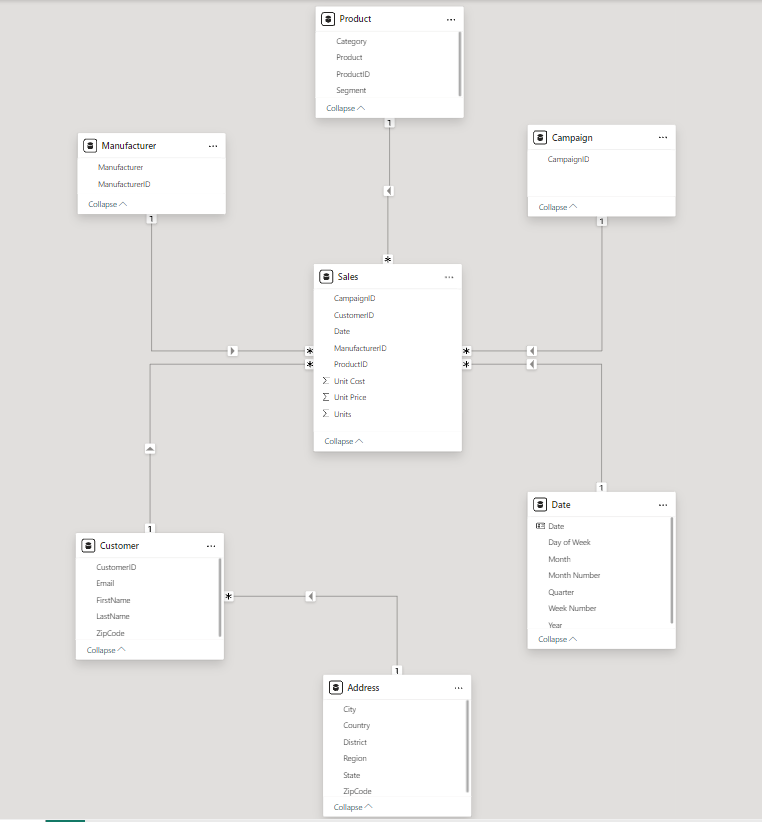 Product
...
Category
Product
ProductID
Segment
Collapse
1
Manufacturer
...
Manufacturer
ManufacturerID
Collapse
1
Campaign
...
CampaignID
Collapse
1
*
Sales
...
CampaignID
CustomerID
Date
ManufacturerID
ProductID
Σ Unit Cost
Σ Unit Price
Σ Units
Collapse
*
*
*
*
1
Date
...
Date
Day of Week
Month
Month Number
Quarter
Week Number
Year
Collapse
1
Customer
...
CustomerID
Email
FirstName
LastName
ZipCode
Collapse
*
1
Address
...
City
Country
District
Region
State
ZipCode
Collapse